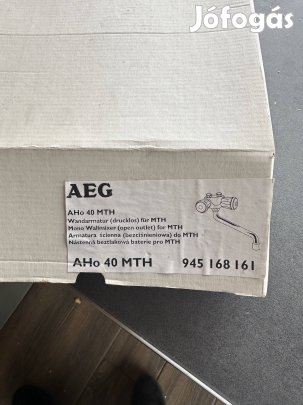 Jófogás
AEG
AHo 40 MTH
Wandarmatur (drucklos) für MTH
Mono Wallmixer (open outlet) for MTH
Armatura ścienna (bezciśnieniowa) do MTH
Nástenná beatlaková baterie pro MTH
AHo 40 MTH 945 168 161